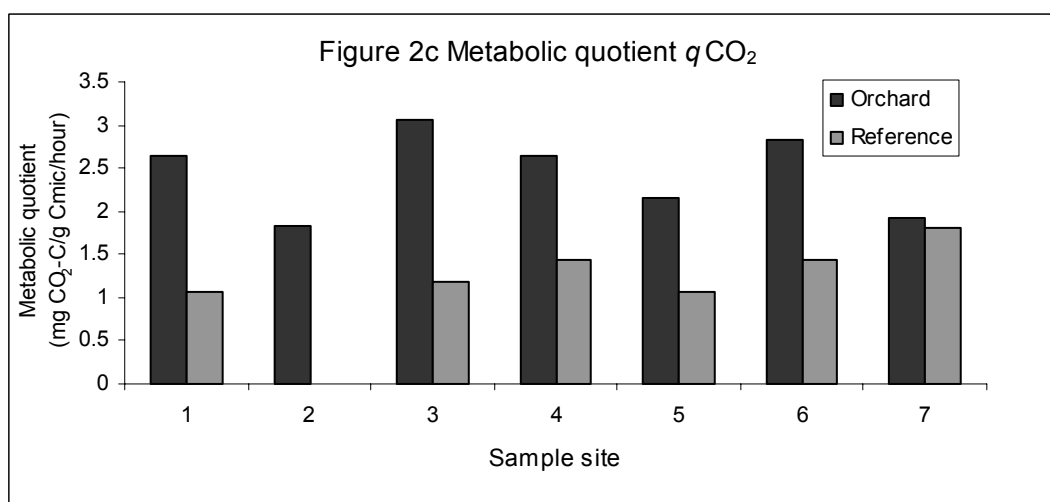 Figure 2c Metabolic quotient q CO₂
3.5
3
2.5
2
1.5
1
0.5
0
Metabolic quotient
(mg CO₂-C/g Cmic/hour)
Orchard
Reference
1 2 3 4 5 6 7
Sample site